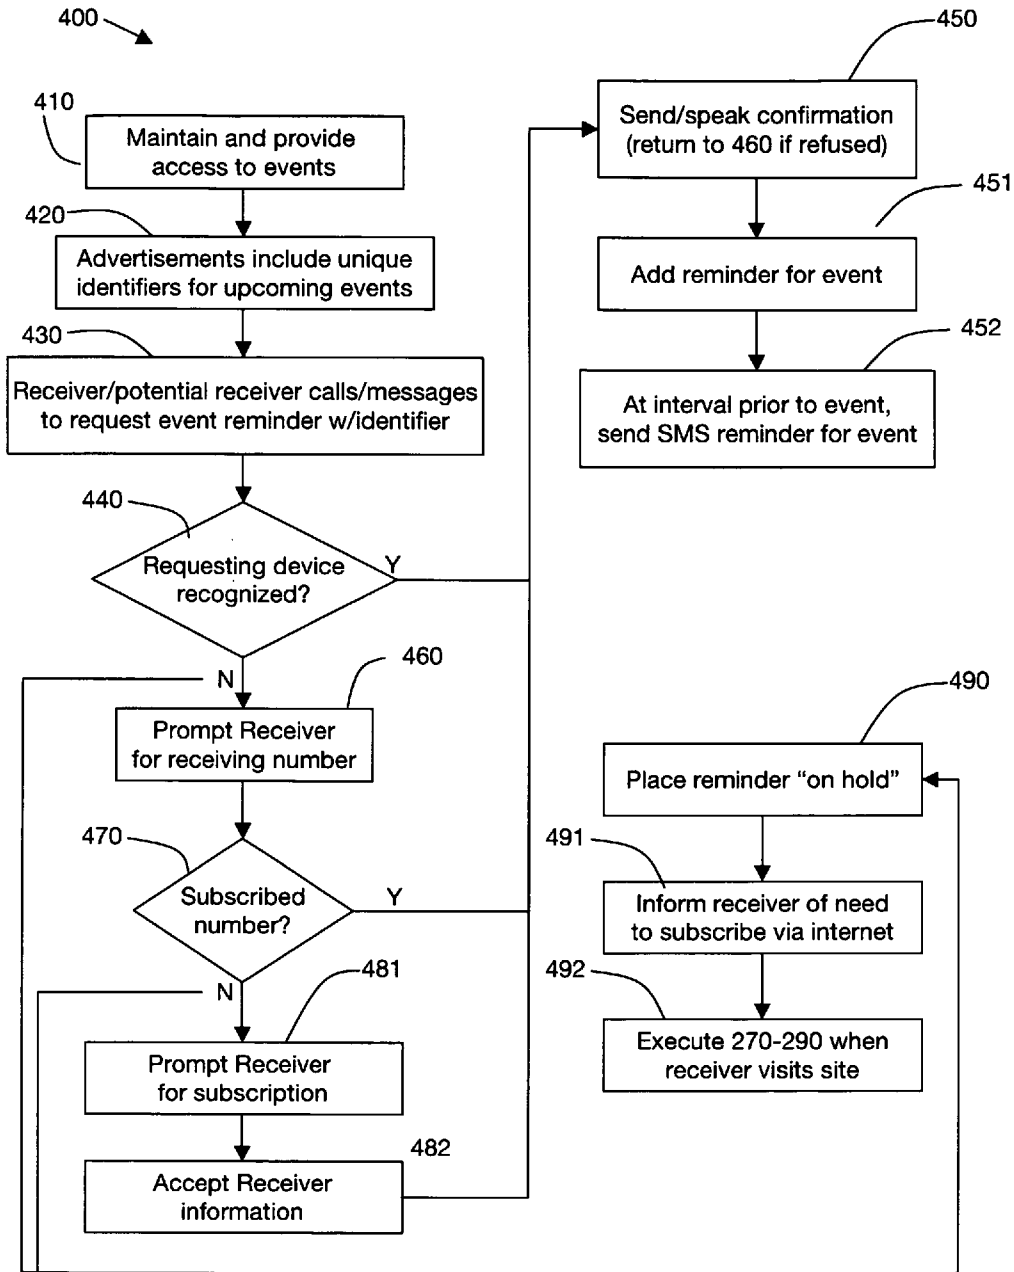 400
410
Maintain and provide
access to events
420
Advertisements include unique
identifiers for upcoming events
430
Receiver/potential receiver calls/messages
to request event reminder w/identifier
440
Requesting device
recognized?
Y
N
460
Prompt Receiver
for receiving number
470
Subscribed
number?
Y
N
481
Prompt Receiver
for subscription
482
Accept Receiver
information
450
Send/speak confirmation
(return to 460 if refused)
451
Add reminder for event
452
At interval prior to event,
send SMS reminder for event
490
Place reminder “on hold”
491
Inform receiver of need
to subscribe via internet
492
Execute 270-290 when
receiver visits site